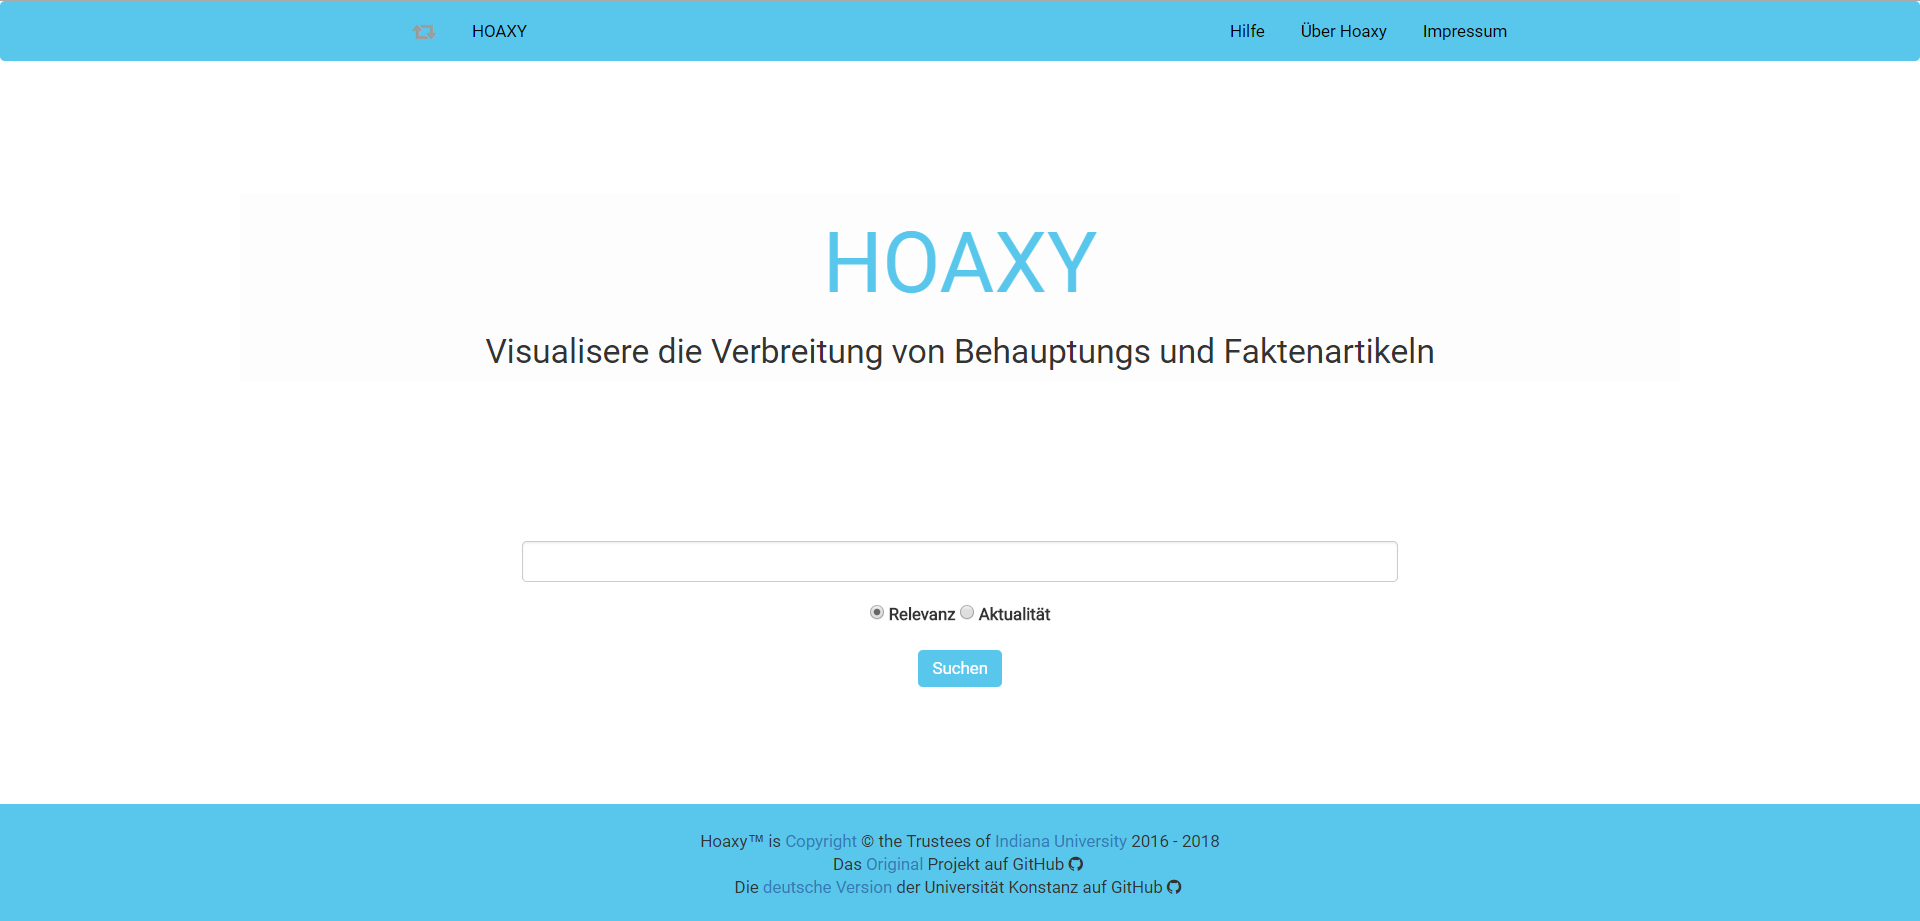 HOAXY Hilfe Über Hoaxy Impressum
HOAXY
Visualisere die Verbreitung von Behauptungs und Faktenartikeln
Relevanz Aktualität
Suchen
Hoaxy™ is Copyright © the Trustees of Indiana University 2016 - 2018
Das Original Projekt auf GitHub
Die deutsche Version der Universität Konstanz auf GitHub